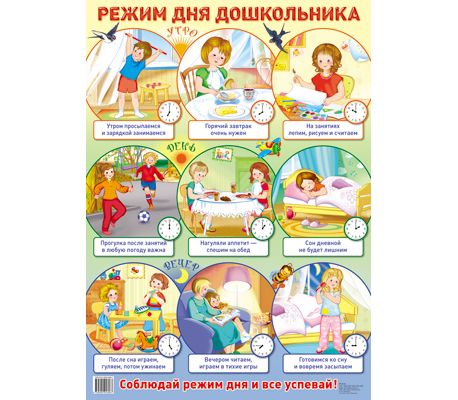 РЕЖИМ ДНЯ ДОШКОЛЬНИКА
УТРО
Утром просыпаемся
и зарядкой занимаемся
Горячий завтрак
очень нужен
На занятиях
лепим, рисуем и считаем
ДЕНЬ
Прогулка после занятий
в любую погоду важна
Нагуляли аппетит —
спешим на обед
Сон дневной
не будет лишним
ВЕЧЕР
После сна играем,
гуляем, потом ужинаем
Вечером читаем,
играем в тихие игры
Готовимся ко сну
и вовремя засыпаем
Соблюдай режим дня и все успевай!